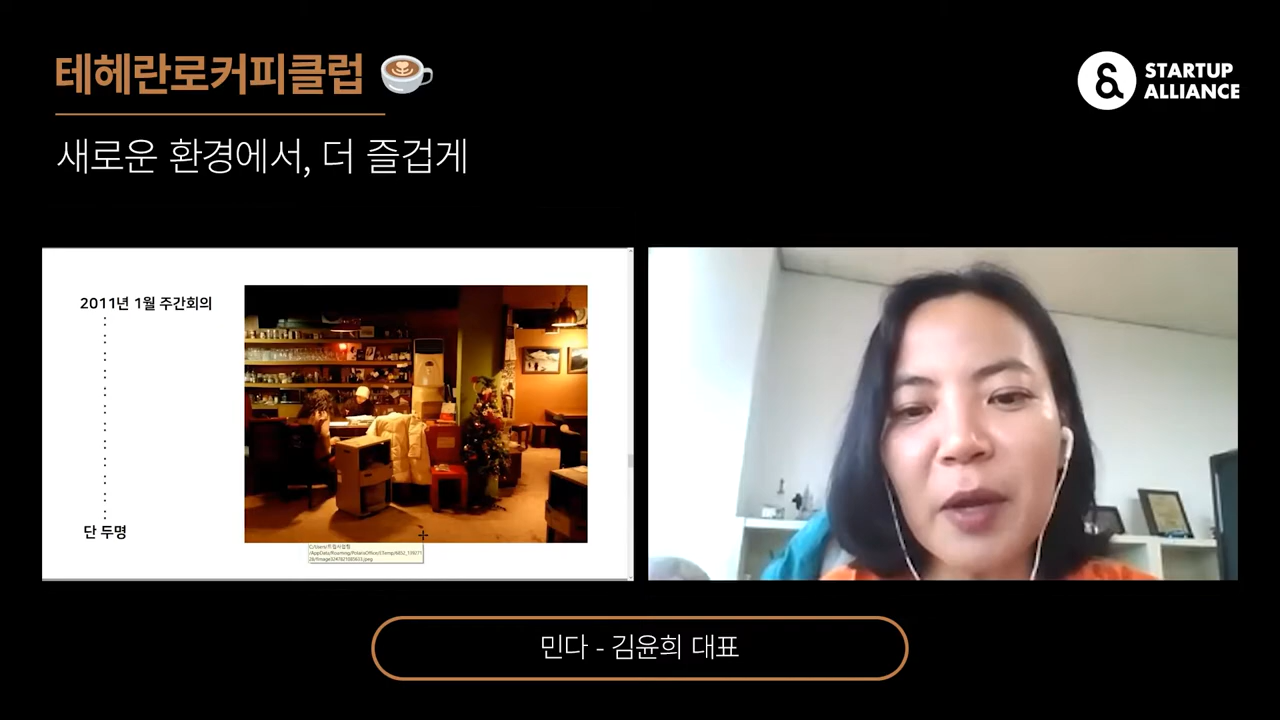 테헤란로커피클럽
STARTUP
ALLIANCE
새로운 환경에서, 더 즐겁게
2011년 1월 주간회의
단 두명
민다 - 김윤희 대표